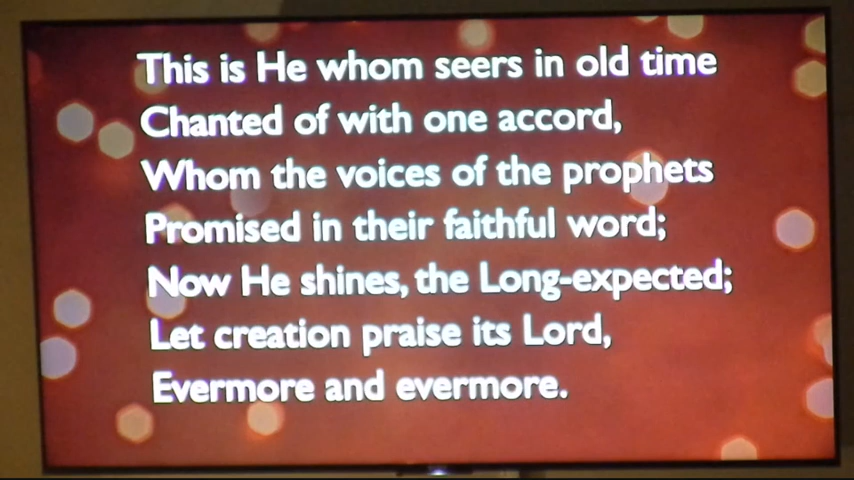 This is He whom seers in old time
Chanted of with one accord,
Whom the voices of the prophets
Promised in their faithful word;
Now He shines, the Long-expected;
Let creation praise its Lord,
Evermore and evermore.